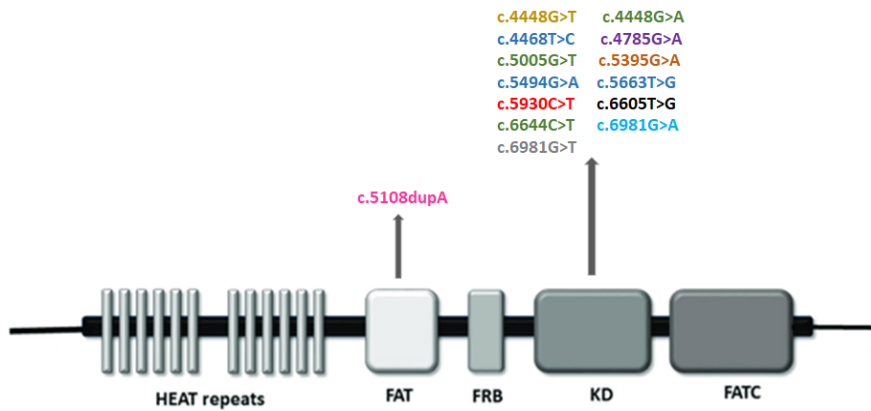 c.4448G>T c.4448G>A
c.4468T>C c.4785G>A
c.5005G>T c.5395G>A
c.5494G>A c.5663T>G
c.5930C>T c.6605T>G
c.6644C>T c.6981G>A
c.6981G>T
c.5108dupA
HEAT repeats FAT FRB KD FATC